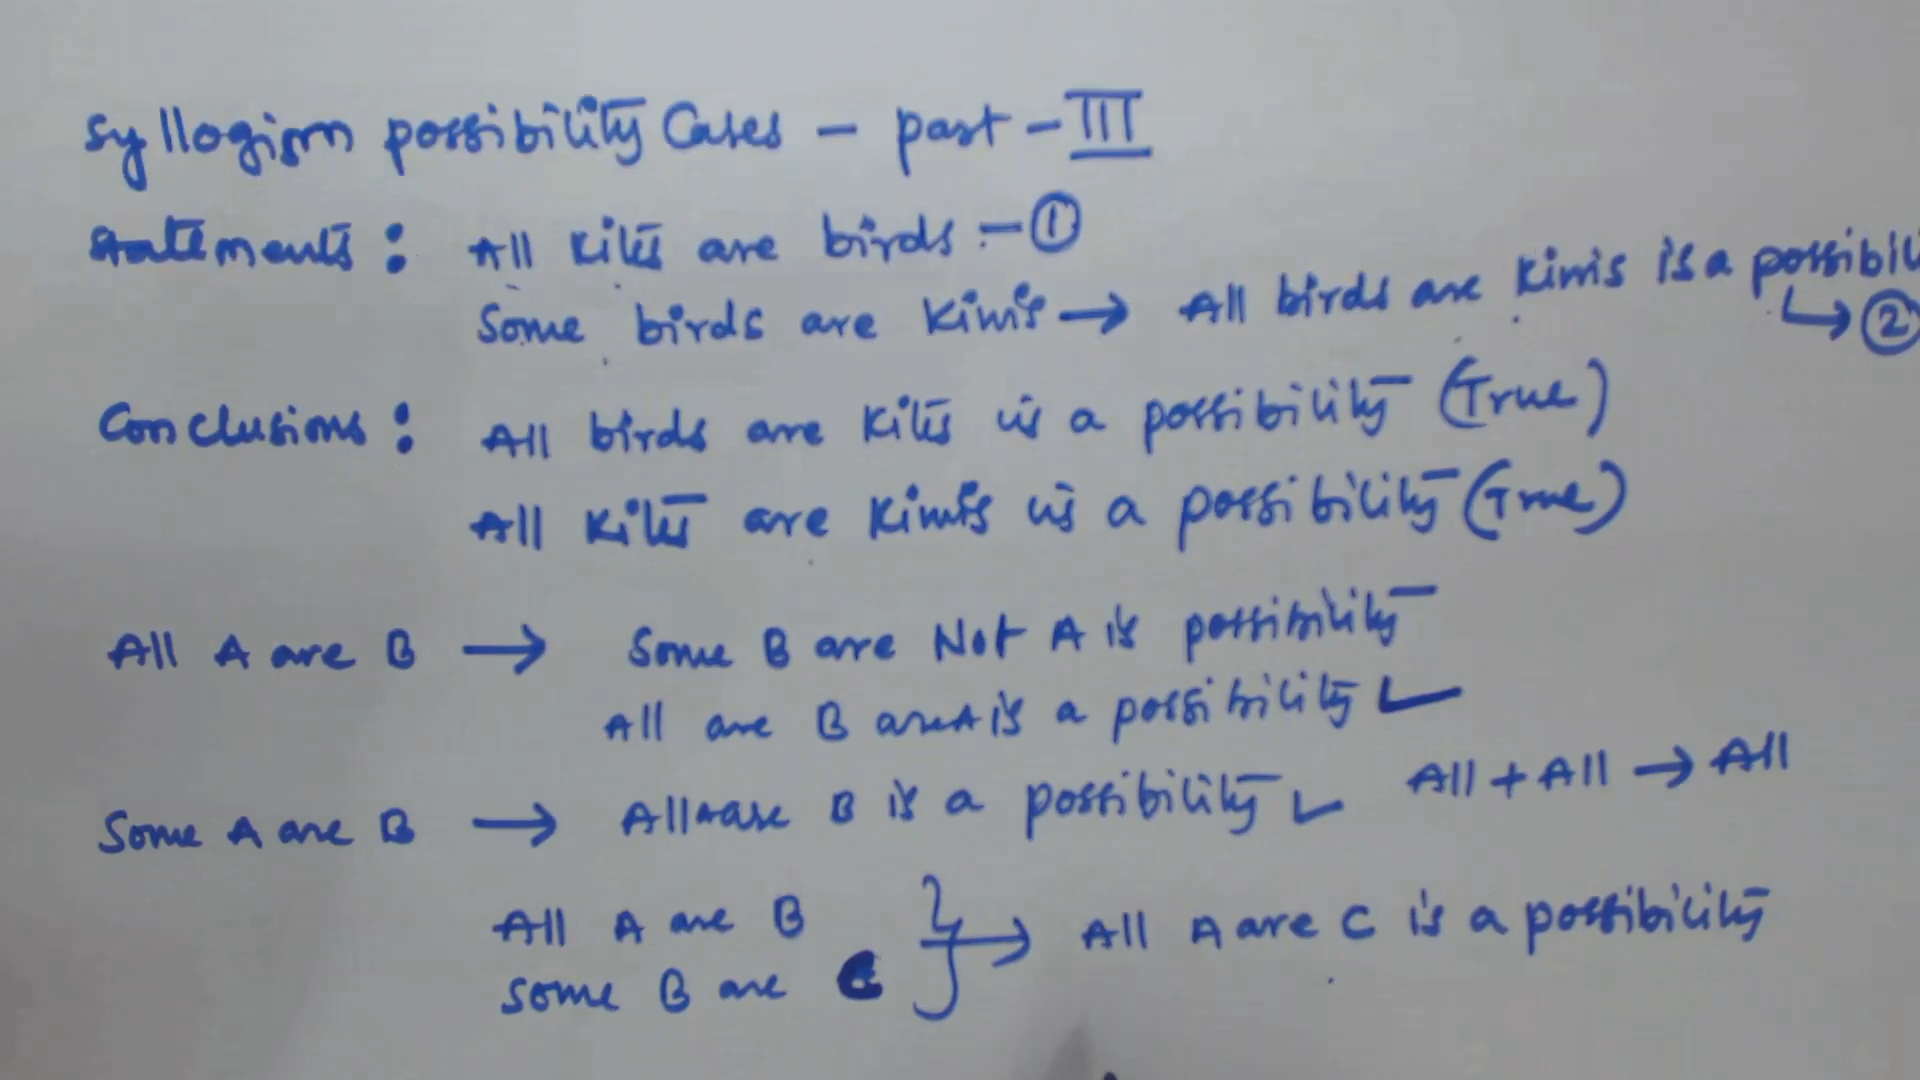 Syllogism possibility Cases - part - III
Statements : All Kites are birds - ①
Some birds are Kiwis → All birds are Kiwis is a possibili
↳ ②
Conclusions : All birds are Kites is a possibility (True)
All Kites are Kiwis is a possibility (True)
All A are B → Some B are Not A is possibility
All are B are A is a possibility ✓
Some A are B → All A are B is a possibility ✓ All + All → All
All A are B
Some B are C } → All A are C is a possibility